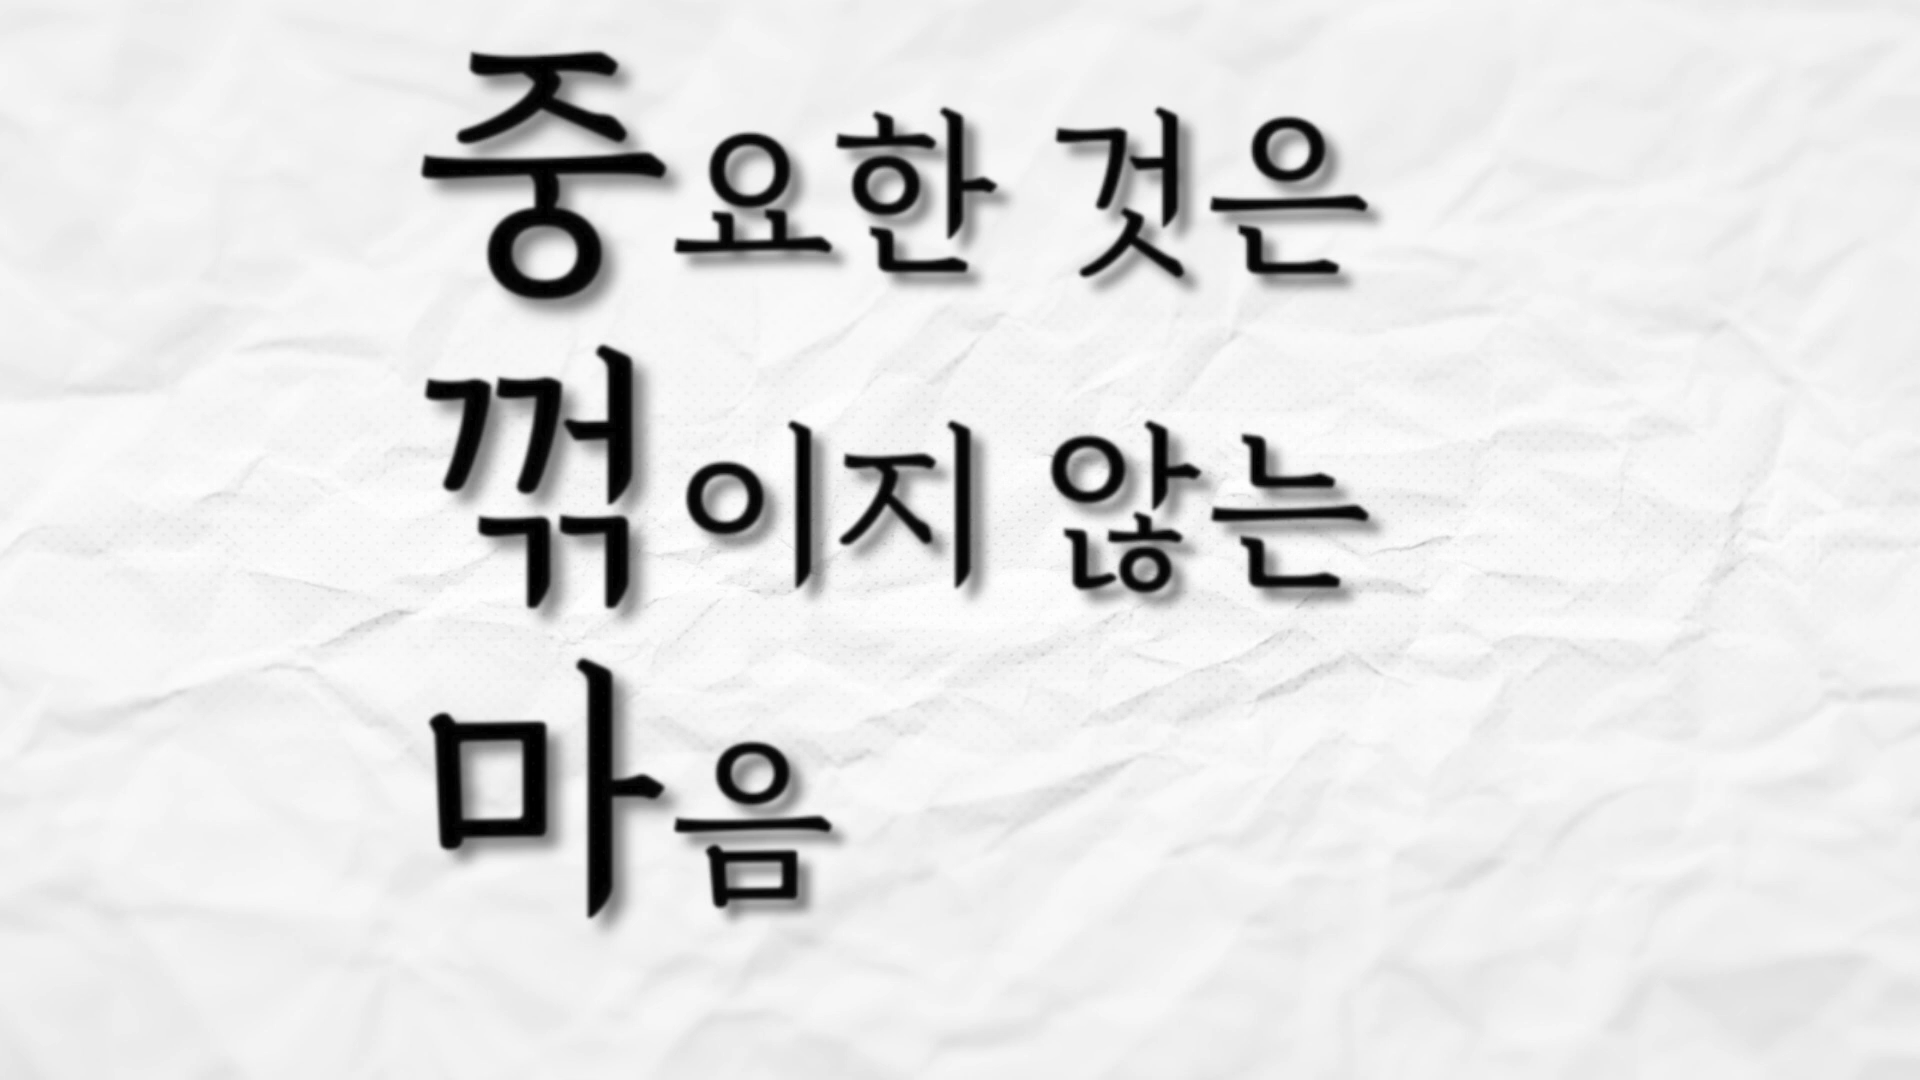 중요한 것은
꺾이지 않는
마음